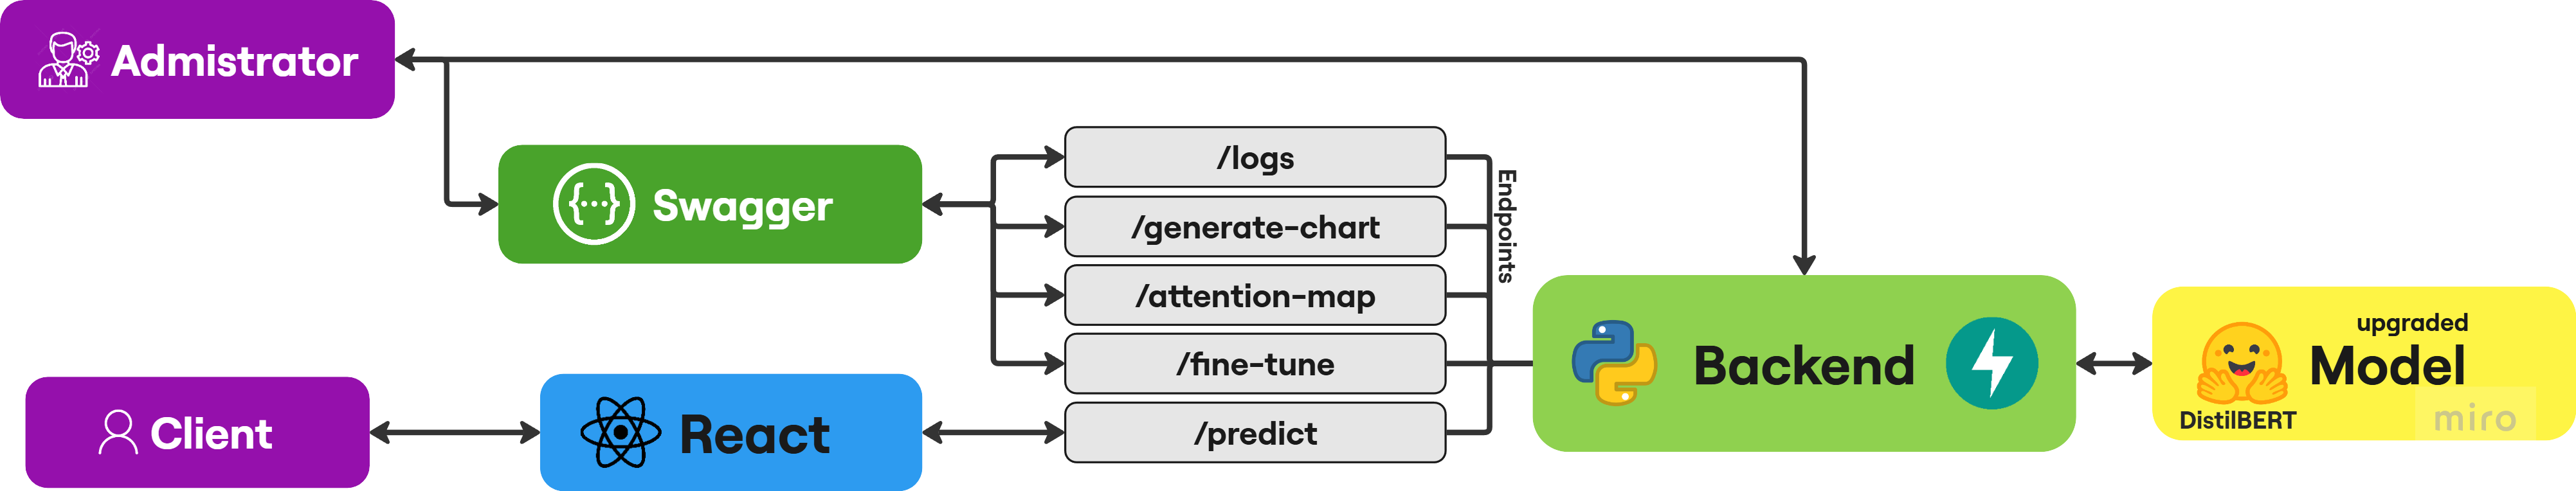 Admistrator
Swagger
/logs
/generate-chart
/attention-map
/fine-tune
/predict
Endpoints
Client
React
Backend
upgraded
Model
DistilBERT
miro